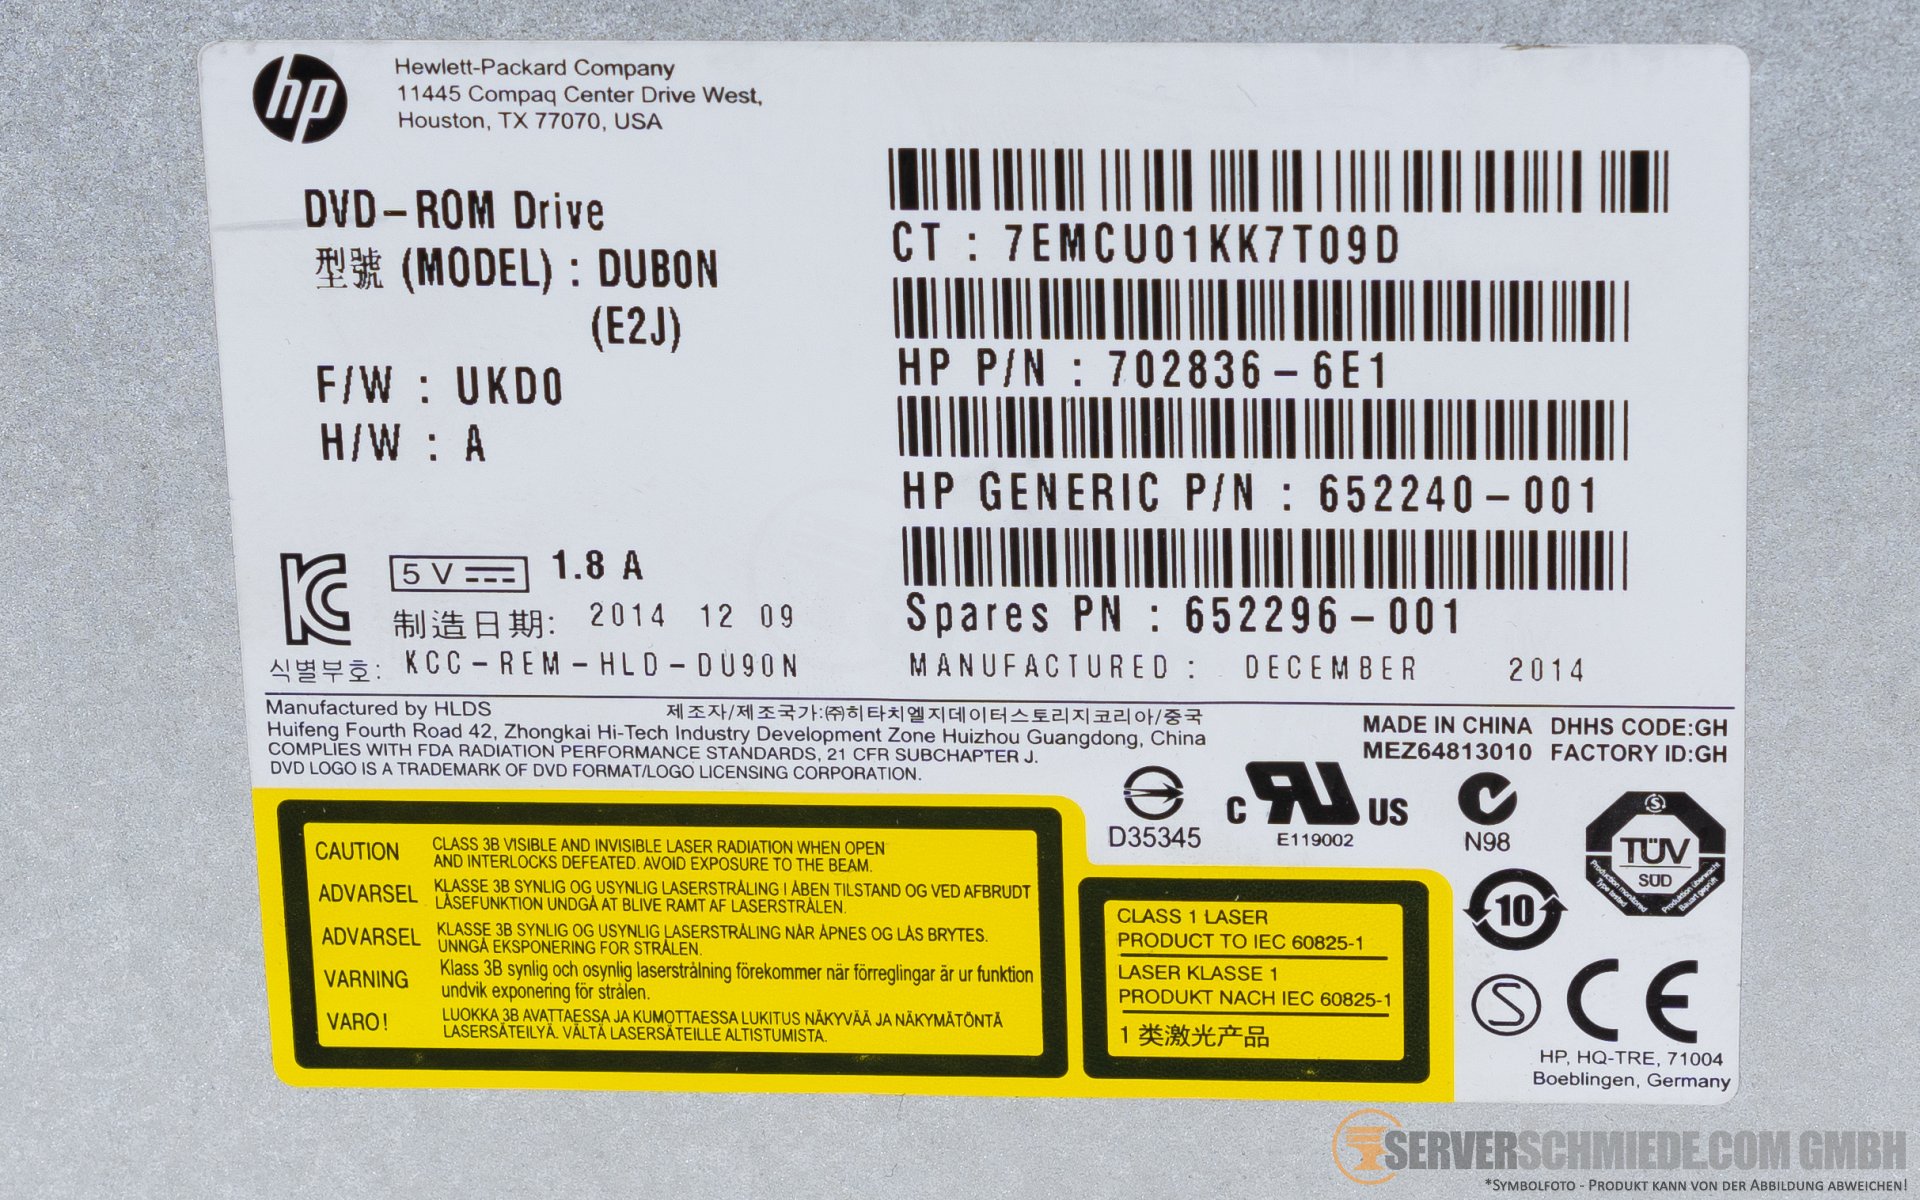 hp
Hewlett-Packard Company
11445 Compaq Center Drive West,
Houston, TX 77070, USA
DVD-ROM Drive
型號 (MODEL) : DUB0N
(E2J)
F/W : UKD0
H/W : A
CT : 7EMCU01KK7T09D
HP P/N : 702836-6E1
HP GENERIC P/N : 652240-001
Spares PN : 652296-001
MANUFACTURED : DECEMBER 2014
5 V 1.8 A
制造日期: 2014 12 09
식별부호: KCC-REM-HLD-DU90N
Manufactured by HLDS 제조자/제조국가:㈜히타치엘지데이터스토리지코리아/중국
Huifeng Fourth Road 42, Zhongkai Hi-Tech Industry Development Zone Huizhou Guangdong, China
COMPLIES WITH FDA RADIATION PERFORMANCE STANDARDS, 21 CFR SUBCHAPTER J.
DVD LOGO IS A TRADEMARK OF DVD FORMAT/LOGO LICENSING CORPORATION.
MADE IN CHINA DHHS CODE:GH
MEZ64813010 FACTORY ID:GH
D35345
C UR US
E119002
N98
TÜV
SÜD
Production monitored
Type tested
Produktion überwacht
Bauart geprüft
10
S
CE
HP, HQ-TRE, 71004
Boeblingen, Germany
CAUTION CLASS 3B VISIBLE AND INVISIBLE LASER RADIATION WHEN OPEN
AND INTERLOCKS DEFEATED. AVOID EXPOSURE TO THE BEAM.
ADVARSEL KLASSE 3B SYNLIG OG USYNLIG LASERSTRÅLING I ÅBEN TILSTAND OG VED AFBRUDT
LÅSEFUNKTION UNDGÅ AT BLIVE RAMT AF LASERSTRÅLEN.
ADVARSEL KLASSE 3B SYNLIG OG USYNLIG LASERSTRÅLING NÅR ÅPNES OG LÅS BRYTES.
UNNGÅ EKSPONERING FOR STRÅLEN.
VARNING Klass 3B synlig och osynlig laserstrålning förekommer når förreglingar är ur funktion
undvik exponering för strålen.
VARO! LUOKKA 3B AVATTAESSA JA KUMOTTAESSA LUKITUS NÄKYVÄÄ JA NÄKYMÄTÖNTÄ
LASERSÄTEILYÄ. VÄLTÄ LASERSÄTEILLE ALTISTUMISTA.
CLASS 1 LASER
PRODUCT TO IEC 60825-1
LASER KLASSE 1
PRODUKT NACH IEC 60825-1
1 类激光产品
SERVERSCHMIEDE.COM GMBH
*Symbolfoto - Produkt kann von der Abbildung abweichen!